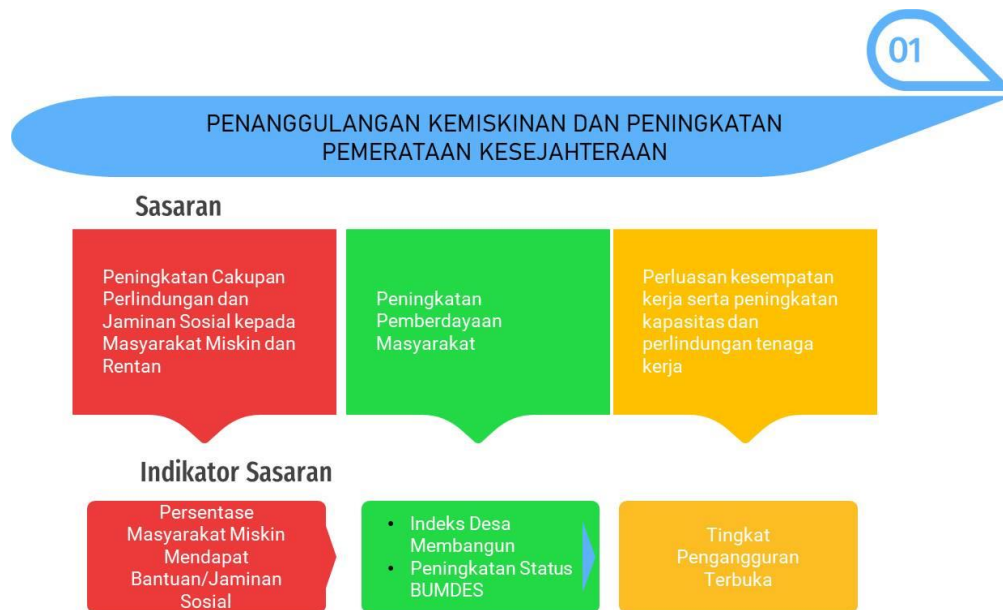 01
PENANGGULANGAN KEMISKINAN DAN PENINGKATAN
PEMERATAAN KESEJAHTERAAN
Sasaran
Peningkatan Cakupan
Perlindungan dan
Jaminan Sosial kepada
Masyarakat Miskin dan
Rentan
Peningkatan
Pemberdayaan
Masyarakat
Perluasan kesempatan
kerja serta peningkatan
kapasitas dan
perlindungan tenaga
kerja
Indikator Sasaran
Persentase
Masyarakat Miskin
Mendapat
Bantuan/Jaminan
Sosial
• Indeks Desa
Membangun
• Peningkatan Status
BUMDES
Tingkat
Pengangguran
Terbuka